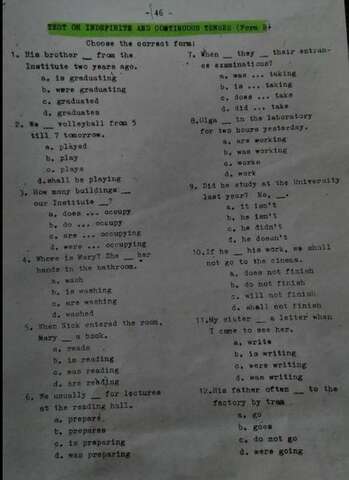 - 46 -
TEST ON INDEFINITE AND CONTINUOUS TENSES (Form B)
Choose the correct form:
1. His brother __ from the
Institute two years ago.
a. is graduating
b. were graduating
c. graduated
d. graduates
2. We __ volleyball from 5
till 7 tomorrow.
a. played
b. play
c. plays
d. shall be playing
3. How many buildings __
our Institute __?
a. does ... occupy
b. do ... occupy
c. are ... occupying
d. were ... occupying
4. Where is Mary? She __ her
hands in the bathroom.
a. wash
b. is washing
c. are washing
d. washed
5. When Nick entered the room,
Mary __ a book.
a. reads
b. is reading
c. was reading
d. are reading
6. We usually __ for lectures
at the reading hall.
a. prepare
b. prepares
c. is preparing
d. was preparing
7. When __ they __ their entran-
ce examinations?
a. was ... taking
b. is ... taking
c. does ... take
d. did ... take
8. Olga __ in the laboratory
for two hours yesterday.
a. are working
b. was working
c. works
d. work
9. Did he study at the University
last year? No, __.
a. it isn't
b. he isn't
c. he didn't
d. he doesn't
10. If he __ his work, we shall
not go to the cinema.
a. does not finish
b. do not finish
c. will not finish
d. shall not finish
11. My sister __ a letter when
I came to see her.
a. write
b. is writing
c. were writing
d. was writing
12. His father often __ to the
factory by tram
a. go
b. goes
c. do not go
d. were going